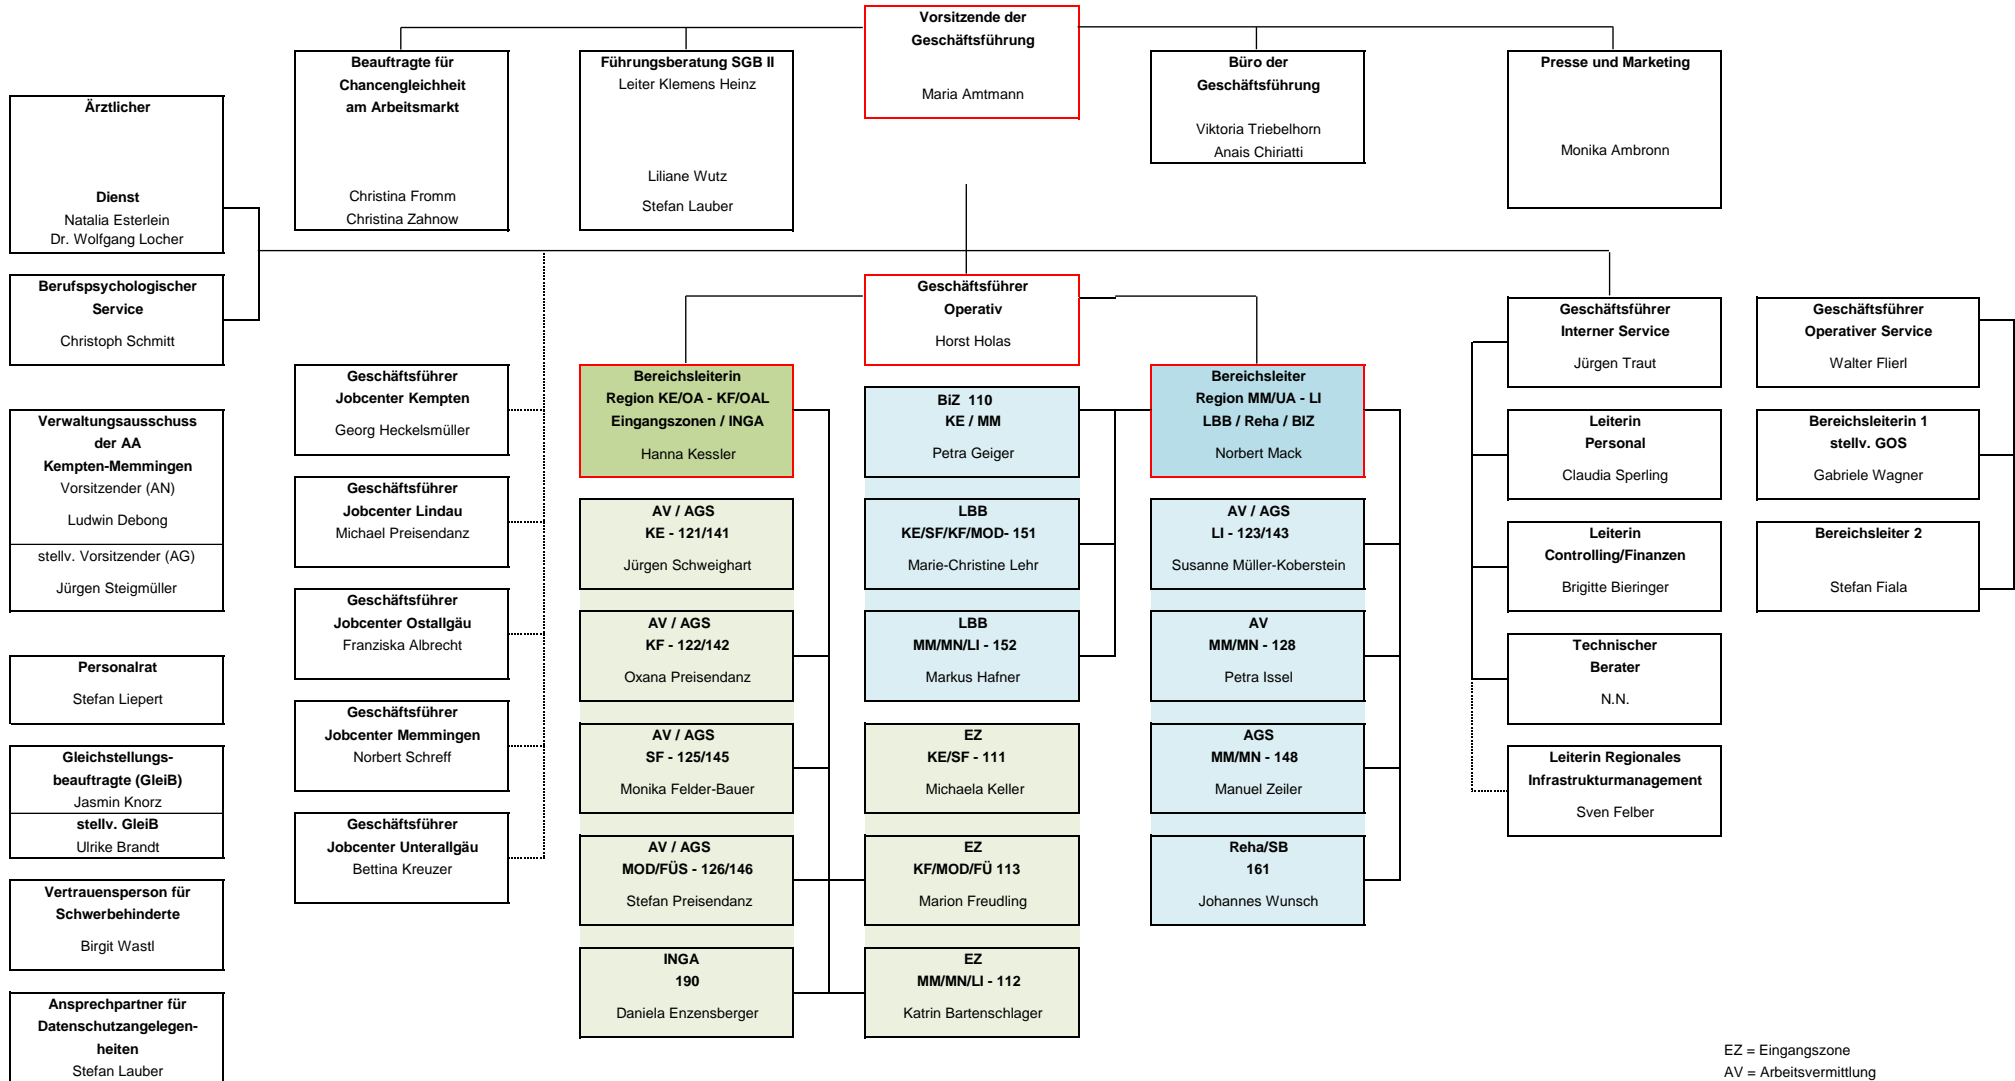 Vorsitzende der
Geschäftsführung
Maria Amtmann
Beauftragte für
Chancengleichheit
am Arbeitsmarkt
Christina Fromm
Christina Zahnow
Führungsberatung SGB II
Leiter Klemens Heinz
Liliane Wutz
Stefan Lauber
Büro der
Geschäftsführung
Viktoria Triebelhorn
Anais Chiriatti
Presse und Marketing
Monika Ambronn
Ärztlicher
Dienst
Natalia Esterlein
Dr. Wolfgang Locher
Berufspsychologischer
Service
Christoph Schmitt
Verwaltungsausschuss
der AA
Kempten-Memmingen
Vorsitzender (AN)
Ludwin Debong
stellv. Vorsitzender (AG)
Jürgen Steigmüller
Personalrat
Stefan Liepert
Gleichstellungs-
beauftragte (GleiB)
Jasmin Knorz
stellv. GleiB
Ulrike Brandt
Vertrauensperson für
Schwerbehinderte
Birgit Wastl
Ansprechpartner für
Datenschutzangelegen-
heiten
Stefan Lauber
Geschäftsführer
Jobcenter Kempten
Georg Heckelsmüller
Geschäftsführer
Jobcenter Lindau
Michael Preisendanz
Geschäftsführer
Jobcenter Ostallgäu
Franziska Albrecht
Geschäftsführer
Jobcenter Memmingen
Norbert Schreff
Geschäftsführer
Jobcenter Unterallgäu
Bettina Kreuzer
Geschäftsführer
Operativ
Horst Holas
Bereichsleiterin
Region KE/OA - KF/OAL
Eingangszonen / INGA
Hanna Kessler
AV / AGS
KE - 121/141
Jürgen Schweighart
AV / AGS
KF - 122/142
Oxana Preisendanz
AV / AGS
SF - 125/145
Monika Felder-Bauer
AV / AGS
MOD/FÜS - 126/146
Stefan Preisendanz
INGA
190
Daniela Enzensberger
BiZ 110
KE / MM
Petra Geiger
LBB
KE/SF/KF/MOD- 151
Marie-Christine Lehr
LBB
MM/MN/LI - 152
Markus Hafner
EZ
KE/SF - 111
Michaela Keller
EZ
KF/MOD/FÜ 113
Marion Freudling
EZ
MM/MN/LI - 112
Katrin Bartenschlager
Bereichsleiter
Region MM/UA - LI
LBB / Reha / BIZ
Norbert Mack
AV / AGS
LI - 123/143
Susanne Müller-Koberstein
AV
MM/MN - 128
Petra Issel
AGS
MM/MN - 148
Manuel Zeiler
Reha/SB
161
Johannes Wunsch
Geschäftsführer
Interner Service
Jürgen Traut
Leiterin
Personal
Claudia Sperling
Leiterin
Controlling/Finanzen
Brigitte Bieringer
Technischer
Berater
N.N.
Leiterin Regionales
Infrastrukturmanagement
Sven Felber
Geschäftsführer
Operativer Service
Walter Flierl
Bereichsleiterin 1
stellv. GOS
Gabriele Wagner
Bereichsleiter 2
Stefan Fiala
EZ = Eingangszone
AV = Arbeitsvermittlung